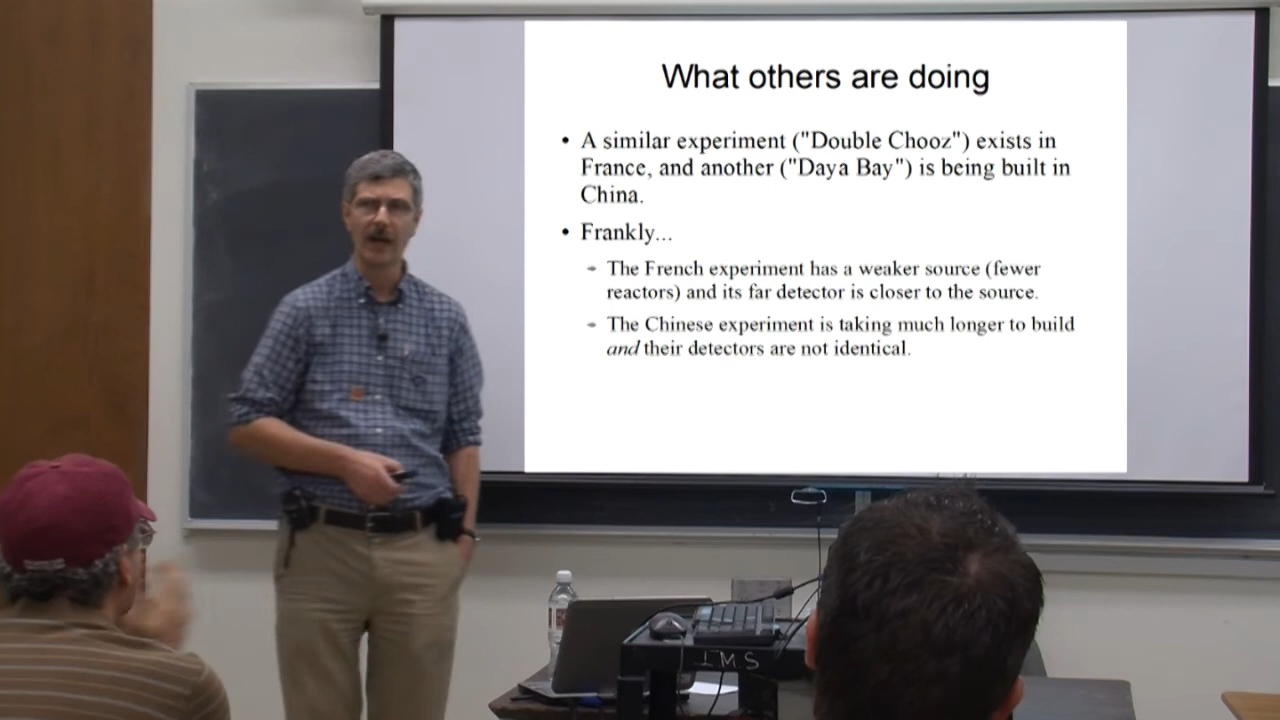 What others are doing
• A similar experiment ("Double Chooz") exists in
France, and another ("Daya Bay") is being built in
China.
• Frankly...
- The French experiment has a weaker source (fewer
reactors) and its far detector is closer to the source.
- The Chinese experiment is taking much longer to build
and their detectors are not identical.
IMS